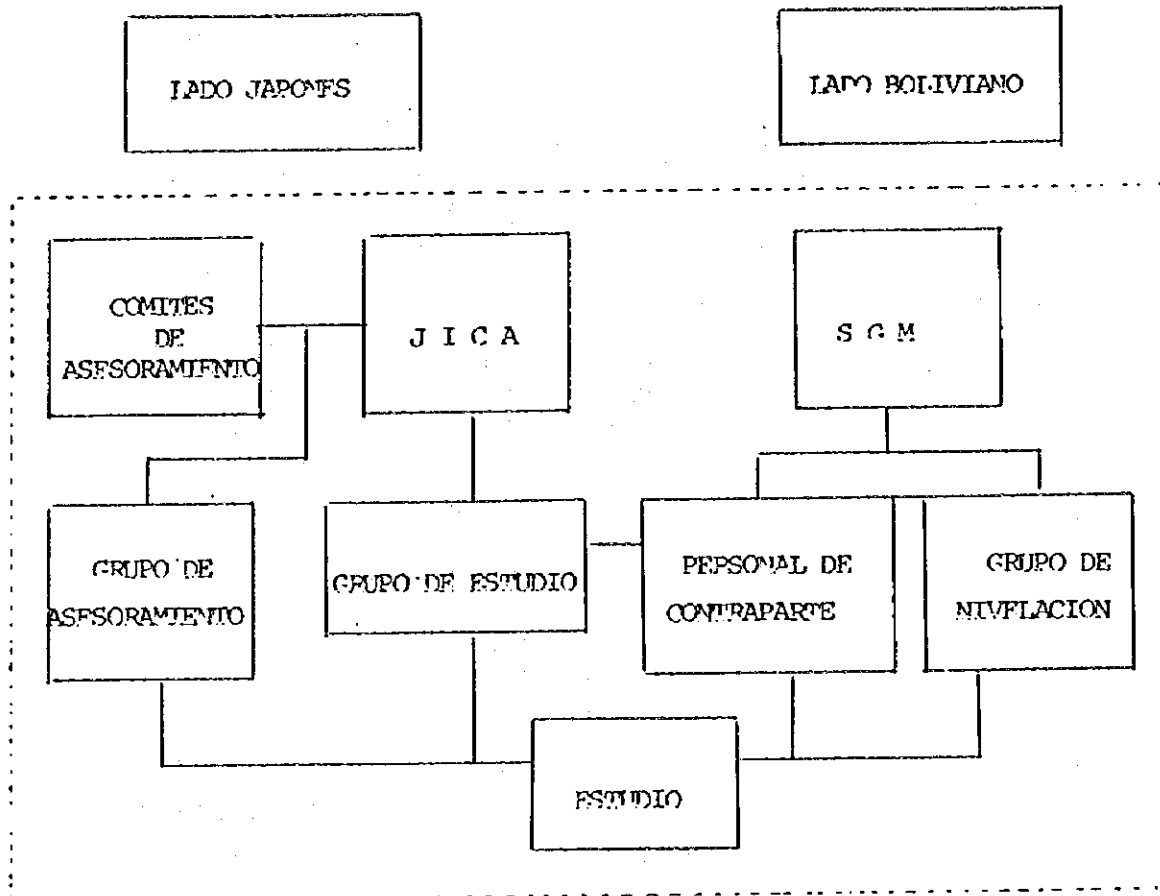 LADO JAPONES
LADO BOLIVIANO
COMITES
DE
ASESORAMIENTO
J I C A
S G M
GRUPO DE
ASESORAMIENTO
GRUPO DE ESTUDIO
PERSONAL DE
CONTRAPARTE
GRUPO DE
NIVELACION
ESTUDIO